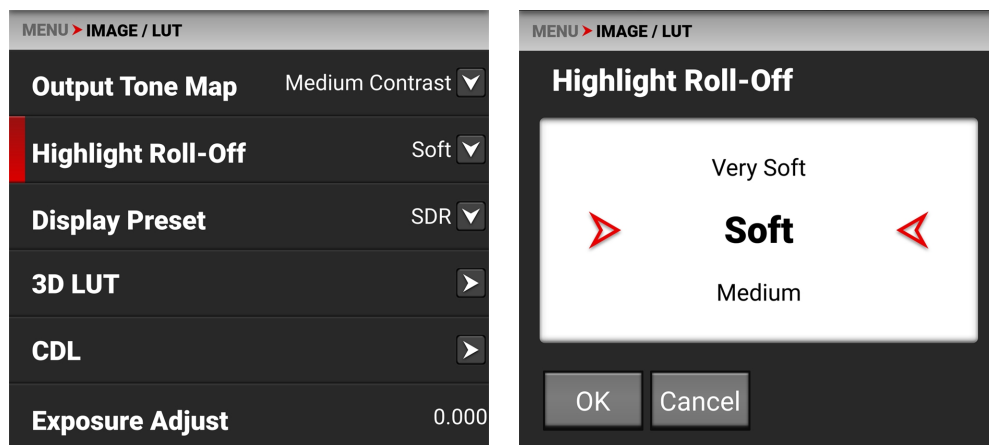 MENU > IMAGE / LUT
Output Tone Map Medium Contrast
Highlight Roll-Off Soft
Display Preset SDR
3D LUT
CDL
Exposure Adjust 0.000
MENU > IMAGE / LUT
Highlight Roll-Off
Very Soft
Soft
Medium
OK Cancel